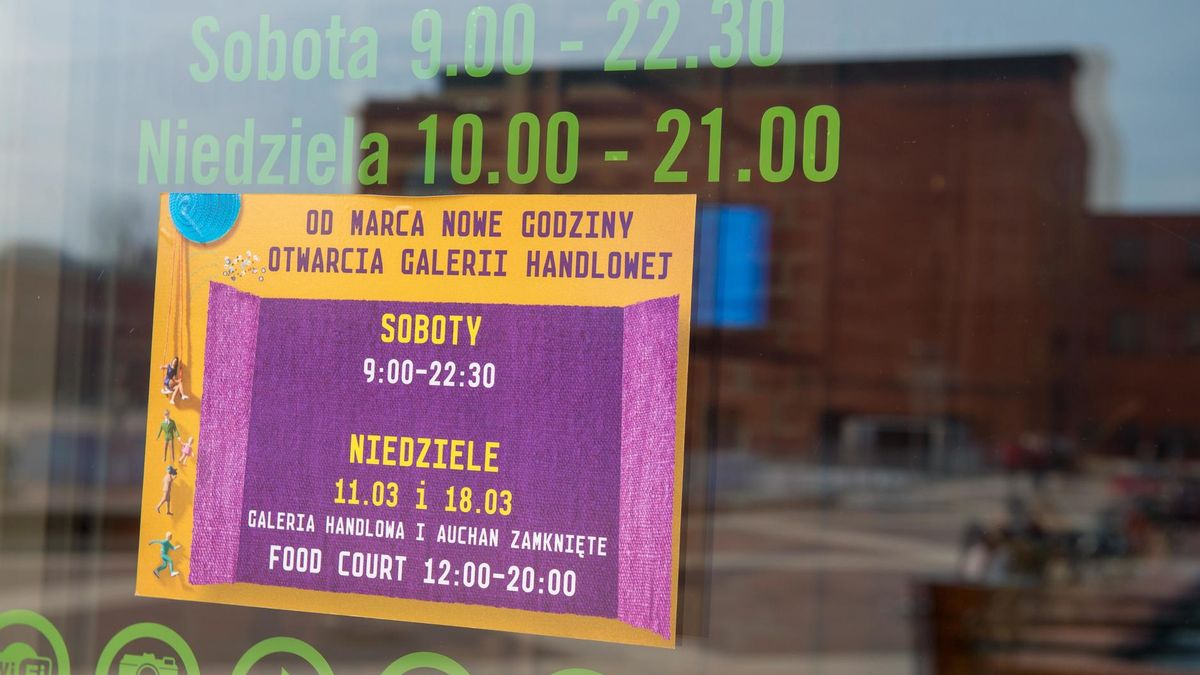 Sobota 9.00 - 22.30
Niedziela 10.00 - 21.00
OD MARCA NOWE GODZINY
OTWARCIA GALERII HANDLOWEJ
SOBOTY
9:00-22:30
NIEDZIELE
11.03 i 18.03
GALERIA HANDLOWA I AUCHAN ZAMKNIĘTE
FOOD COURT 12:00-20:00
WiFi